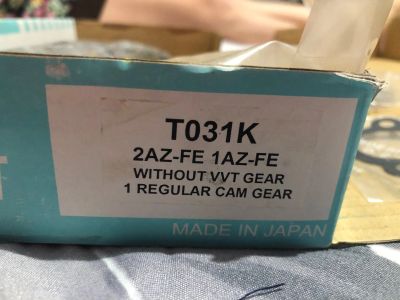 T031K
2AZ-FE 1AZ-FE
WITHOUT VVT GEAR
1 REGULAR CAM GEAR
MADE IN JAPAN